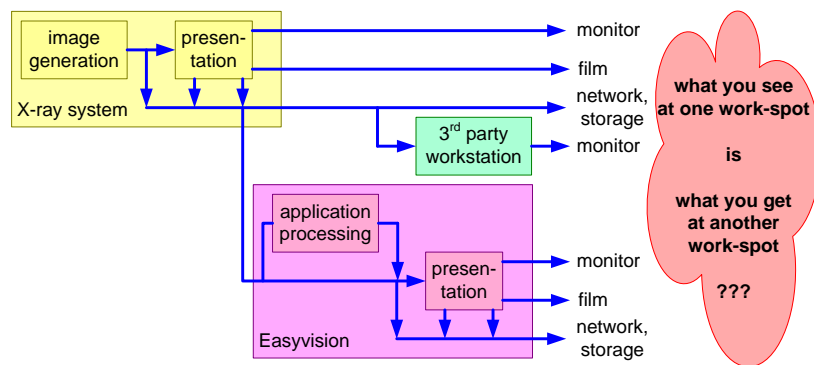 image
generation
presen-
tation
X-ray system
monitor
film
network,
storage
3rd party
workstation
monitor
application
processing
presen-
tation
Easyvision
monitor
film
network,
storage
what you see
at one work-spot
is
what you get
at another
work-spot
???